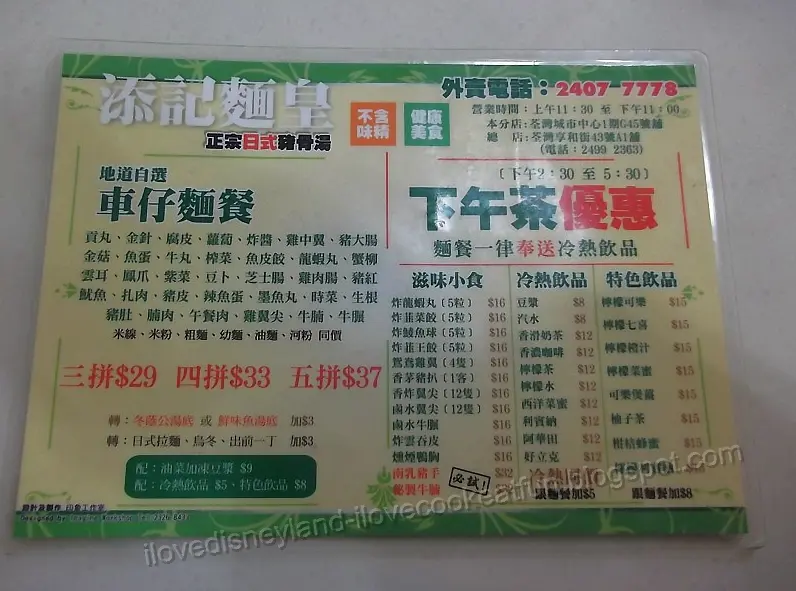 添記麵皇
正宗日式豬骨湯
不含
味精
健康
美食
外賣電話：2407 7778
營業時間：上午11：30 至 下午11：00
本分店：荃灣城市中心1期G45號舖
總　店：荃灣享和街43號A1舖
(電話：2499 2363)
地道自選
車仔麵餐
貢丸、金針、腐皮、蘿蔔、炸醬、雞中翼、豬大腸
金菇、魚蛋、牛丸、榨菜、魚皮餃、龍蝦丸、蟹柳
雲耳、鳳爪、紫菜、豆卜、芝士腸、雞肉腸、豬紅
魷魚、扎肉、豬皮、辣魚蛋、墨魚丸、時菜、生根
豬肚、腩肉、午餐肉、雞翼尖、牛腩、牛腒
米線、米粉、粗麵、幼麵、油麵、河粉 同價
三拼$29 四拼$33 五拼$37
轉：冬蔭公湯底 或 鮮味魚湯底 加$3
轉：日式拉麵、烏冬、出前一丁 加$3
配：油菜加凍豆漿 $9
配：冷熱飲品 $5、特色飲品 $8
(下午2：30 至 5：30)
下午茶優惠
麵餐一律奉送冷熱飲品
滋味小食
炸龍蝦丸(5粒) $16
炸韮菜餃(5粒) $16
炸鯪魚球(5粒) $16
炸韮王餃(5粒) $16
鴛鴦雞翼(4隻) $16
香茅豬扒(1客) $16
香炸翼尖(12隻) $16
鹵水翼尖(12隻) $16
鹵水牛腒 $16
炸雲吞皮 $16
燻煙鴨胸 $16
南乳豬手 $32
秘製牛腩
必試！
冷熱飲品
豆漿 $8
汽水 $8
香滑奶茶 $12
香濃咖啡 $12
檸檬茶 $12
檸檬水 $12
西洋菜蜜 $12
利賓納 $12
阿華田 $12
好立克 $12
冷熱飲品
跟麵餐加$5
特色飲品
檸檬可樂 $15
檸檬七喜 $15
檸檬橙汁 $15
檸檬菜蜜 $15
可樂煲薑 $15
柚子茶 $15
柑桔蜂蜜 $15
跟麵餐加$8
設計及製作 印象工作室
ilovedisneyland-ilovecookeatfun.blogspot.com